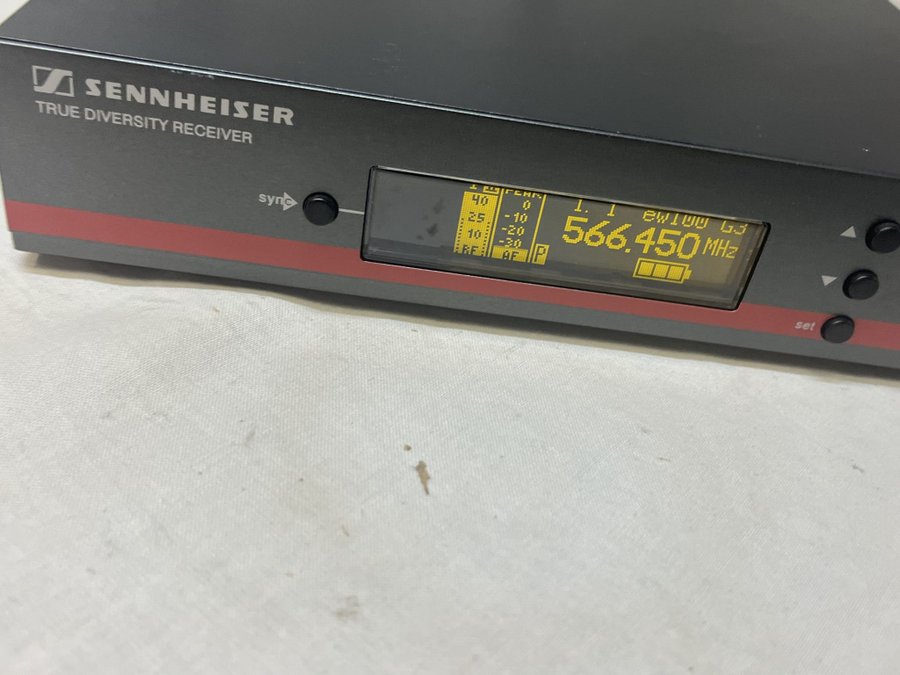 SENNHEISER
TRUE DIVERSITY RECEIVER
sync
PEAK
40
25
10
RF
0
-10
-20
-30
AF
P
1. 1 ew100 G3
566.450 MHz
set